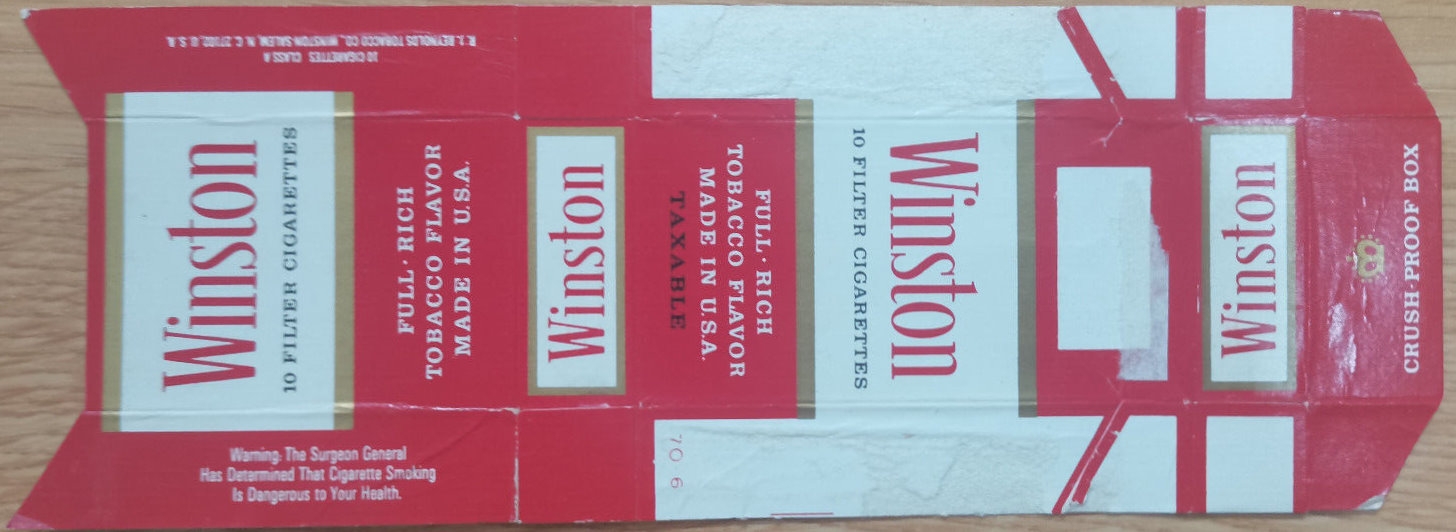 10 CIGARETTES CLASS A
R. J. REYNOLDS TOBACCO CO., WINSTON SALEM, N. C. 27102, U. S. A.
Winston
10 FILTER CIGARETTES
FULL · RICH
TOBACCO FLAVOR
MADE IN U.S.A.
Warning: The Surgeon General
Has Determined That Cigarette Smoking
Is Dangerous to Your Health.
Winston
FULL · RICH
TOBACCO FLAVOR
MADE IN U.S.A.
TAXABLE
Winston
10 FILTER CIGARETTES
70 6
Winston
CRUSH-PROOF BOX